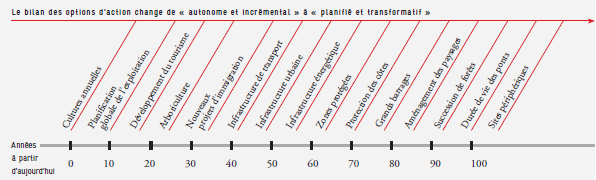 Le bilan des options d'action change de « autonome et incrémental » à « planifié et transformatif »
Cultures annuelles
Planification
globale de l'exploitation
Développement du tourisme
Arboriculture
Nouveaux
projets d'immigration
Infrastructure de transport
Infrastructure urbaine
Infrastructure énergétique
Zones protégées
Protection des côtes
Grands barrages
Aménagement des paysages
Succession de forêts
Durée de vie des ponts
Sites périphériques
Années
à partir
d'aujourd'hui
0 10 20 30 40 50 60 70 80 90 100